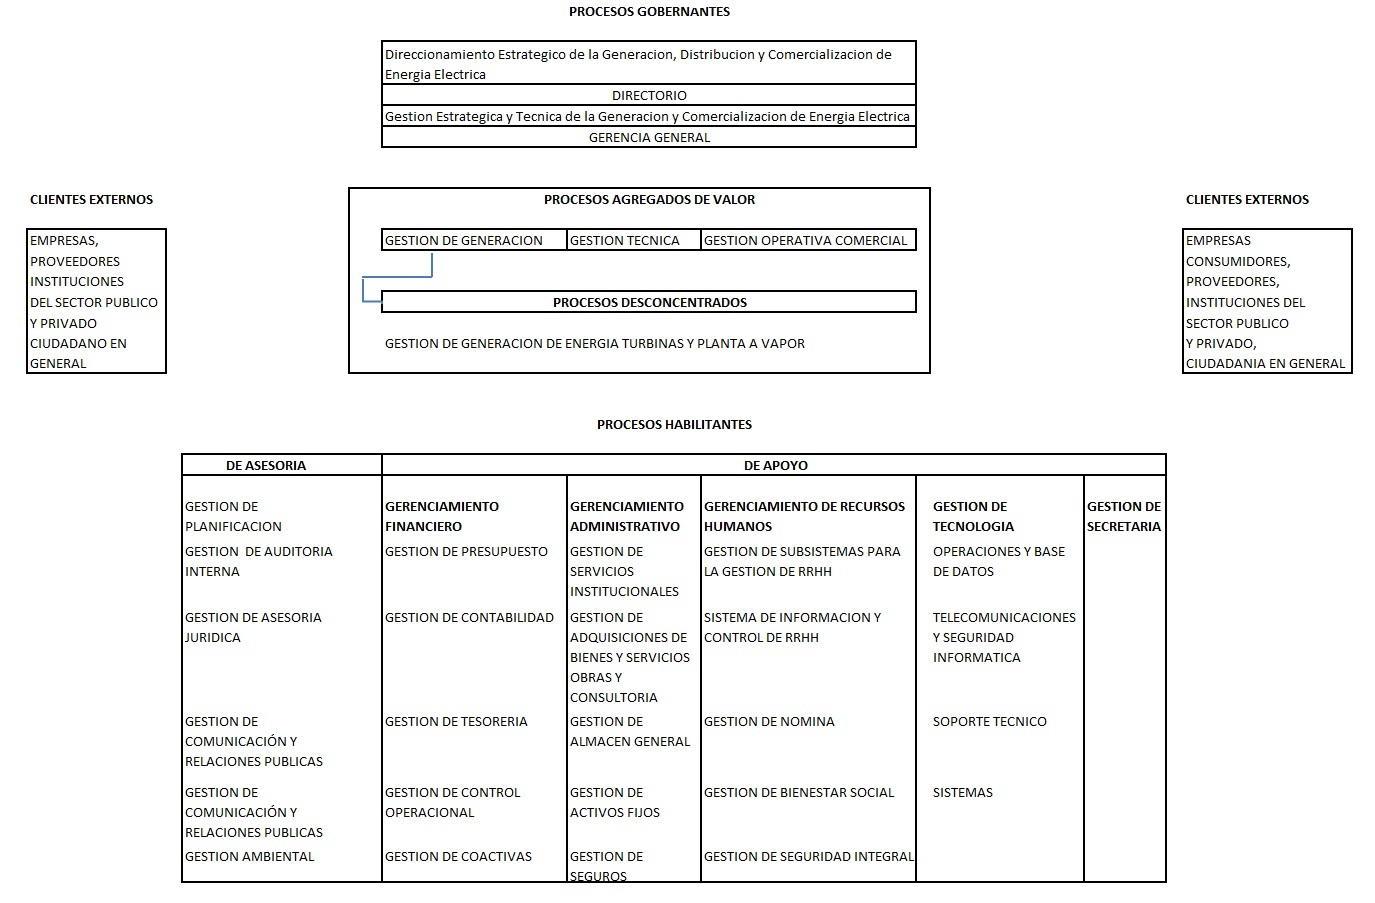 PROCESOS GOBERNANTES
Direccionamiento Estrategico de la Generacion, Distribucion y Comercializacion de
Energia Electrica
DIRECTORIO
Gestion Estrategica y Tecnica de la Generacion y Comercializacion de Energia Electrica
GERENCIA GENERAL
CLIENTES EXTERNOS
EMPRESAS,
PROVEEDORES
INSTITUCIONES
DEL SECTOR PUBLICO
Y PRIVADO
CIUDADANO EN
GENERAL
PROCESOS AGREGADOS DE VALOR
GESTION DE GENERACION
GESTION TECNICA
GESTION OPERATIVA COMERCIAL
PROCESOS DESCONCENTRADOS
GESTION DE GENERACION DE ENERGIA TURBINAS Y PLANTA A VAPOR
CLIENTES EXTERNOS
EMPRESAS
CONSUMIDORES,
PROVEEDORES,
INSTITUCIONES DEL
SECTOR PUBLICO
Y PRIVADO,
CIUDADANIA EN GENERAL
PROCESOS HABILITANTES
DE ASESORIA
DE APOYO
GESTION DE
PLANIFICACION
GESTION  DE AUDITORIA
INTERNA
GESTION DE ASESORIA
JURIDICA
GESTION DE
COMUNICACIÓN Y
RELACIONES PUBLICAS
GESTION DE
COMUNICACIÓN Y
RELACIONES PUBLICAS
GESTION AMBIENTAL
GERENCIAMIENTO
FINANCIERO
GESTION DE PRESUPUESTO
GESTION DE CONTABILIDAD
GESTION DE TESORERIA
GESTION DE CONTROL
OPERACIONAL
GESTION DE COACTIVAS
GERENCIAMIENTO
ADMINISTRATIVO
GESTION DE
SERVICIOS
INSTITUCIONALES
GESTION DE
ADQUISICIONES DE
BIENES Y SERVICIOS
OBRAS Y
CONSULTORIA
GESTION DE
ALMACEN GENERAL
GESTION DE
ACTIVOS FIJOS
GESTION DE
SEGUROS
GERENCIAMIENTO DE RECURSOS
HUMANOS
GESTION DE SUBSISTEMAS PARA
LA GESTION DE RRHH
SISTEMA DE INFORMACION Y
CONTROL DE RRHH
GESTION DE NOMINA
GESTION DE BIENESTAR SOCIAL
GESTION DE SEGURIDAD INTEGRAL
GESTION DE
TECNOLOGIA
OPERACIONES Y BASE
DE DATOS
TELECOMUNICACIONES
Y SEGURIDAD
INFORMATICA
SOPORTE TECNICO
SISTEMAS
GESTION DE
SECRETARIA